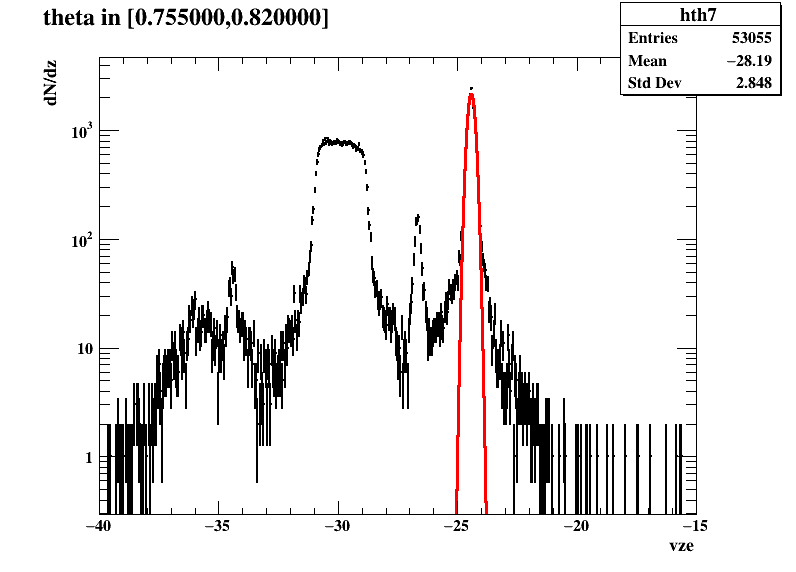 theta in [0.755000,0.820000]
hth7
Entries 53055
Mean −28.19
Std Dev 2.848
dN/dz
10³
10²
10
1
−40 −35 −30 −25 −20 −15
vze